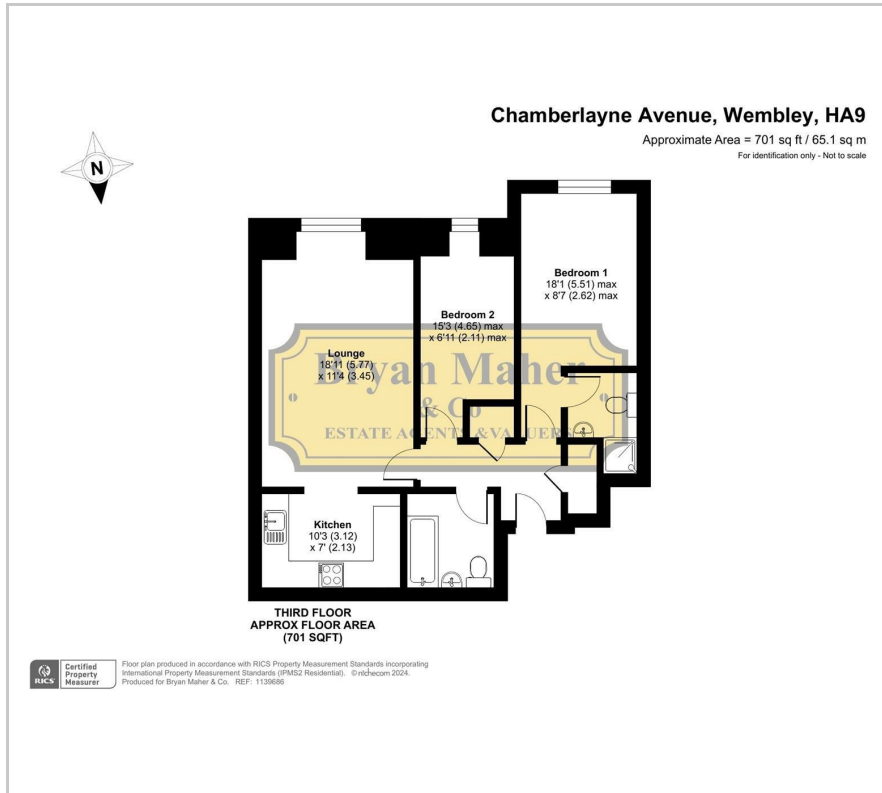 Chamberlayne Avenue, Wembley, HA9
Approximate Area = 701 sq ft / 65.1 sq m
For identification only - Not to scale
N
Bedroom 1
18'1 (5.51) max
x 8'7 (2.62) max
Bedroom 2
15'3 (4.65) max
x 6'11 (2.11) max
Lounge
18'11 (5.77)
x 11'4 (3.45)
Bryan Maher
& Co
ESTATE AGENTS & VALUERS
Kitchen
10'3 (3.12)
x 7' (2.13)
THIRD FLOOR
APPROX FLOOR AREA
(701 SQFT)
RICS
Certified
Property
Measurer
Floor plan produced in accordance with RICS Property Measurement Standards incorporating
International Property Measurement Standards (IPMS2 Residential). © nichecom 2024.
Produced for Bryan Maher & Co. REF: 1139686